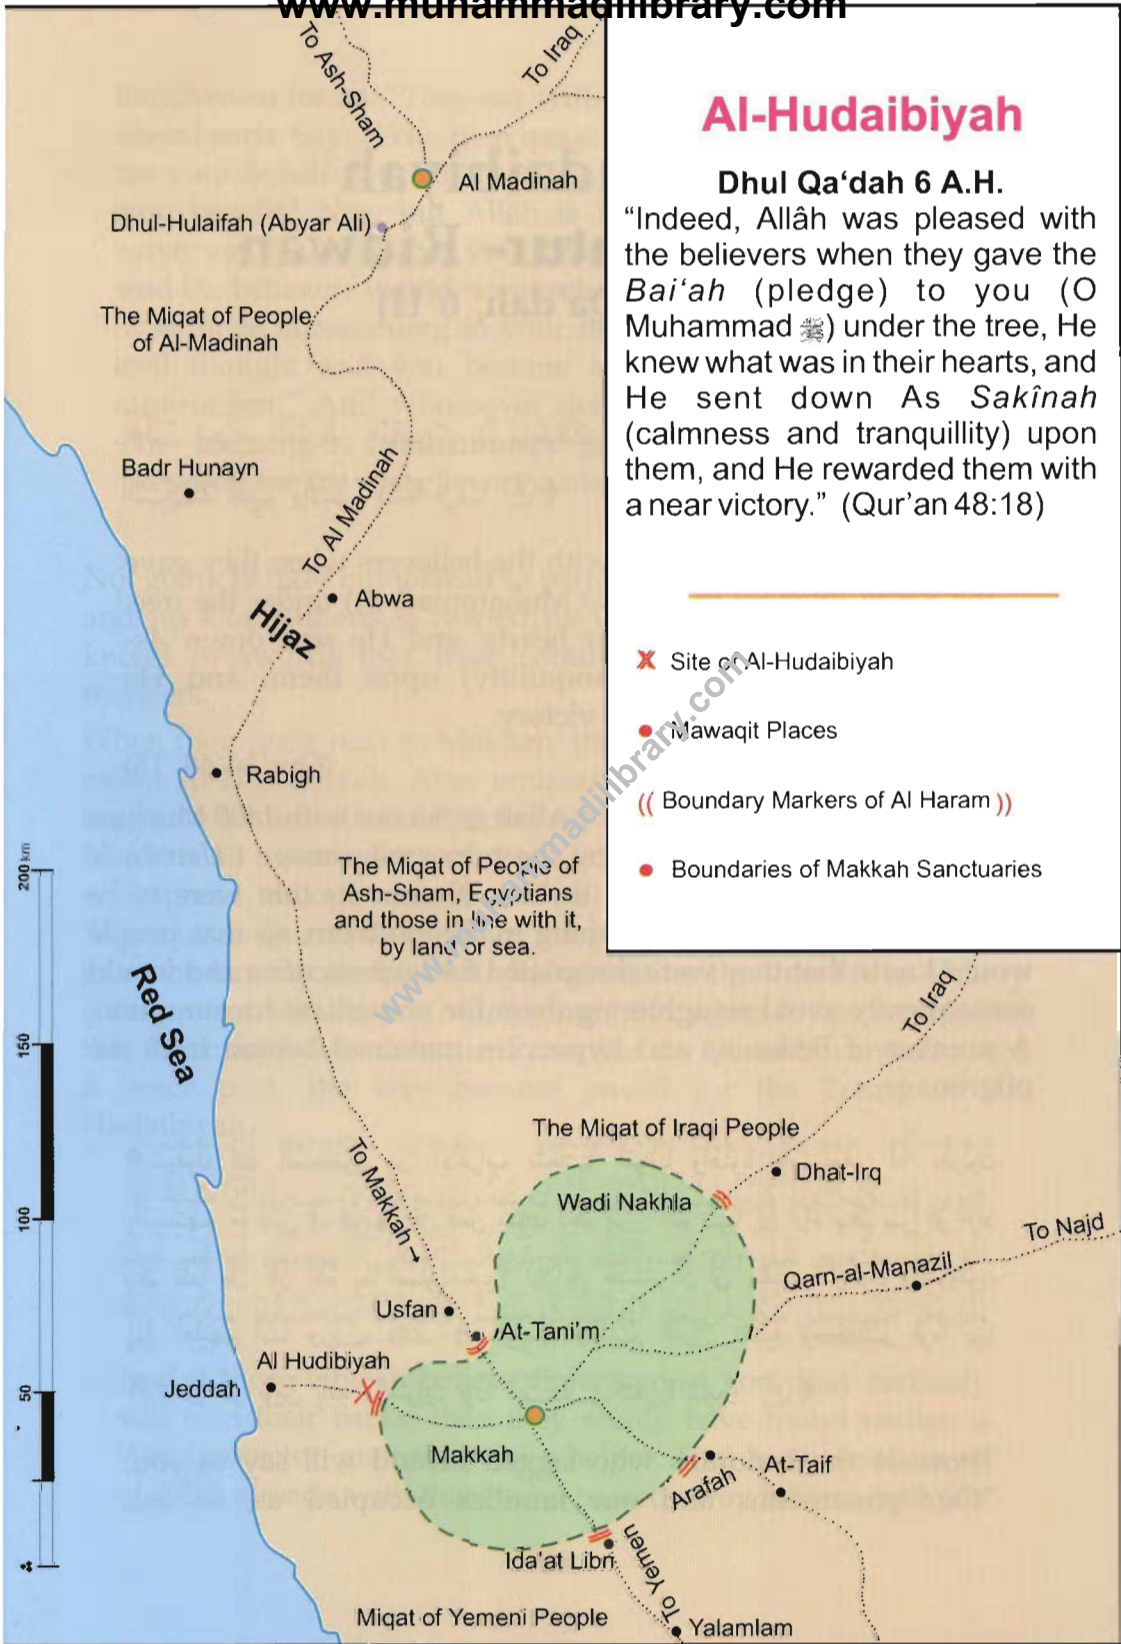 www.muhammadilibrary.com
Al-Hudaibiyah
Dhul Qa‘dah 6 A.H.
“Indeed, Allâh was pleased with
the believers when they gave the
Bai‘ah (pledge) to you (O
Muhammad ﷺ) under the tree, He
knew what was in their hearts, and
He sent down As Sakînah
(calmness and tranquillity) upon
them, and He rewarded them with
a near victory.” (Qur’an 48:18)
Site of Al-Hudaibiyah
Mawaqit Places
(( Boundary Markers of Al Haram ))
Boundaries of Makkah Sanctuaries
To Ash-Sham
To Iraq
Al Madinah
Dhul-Hulaifah (Abyar Ali)
The Miqat of People
of Al-Madinah
Badr Hunayn
To Al Madinah
Abwa
Hijaz
Rabigh
The Miqat of People of
Ash-Sham, Egyptians
and those in line with it,
by land or sea.
www.muhammadilibrary.com
200 km
150
100
50
Red Sea
To Iraq
The Miqat of Iraqi People
To Makkah →
Dhat-Irq
Wadi Nakhla
To Najd
Qarn-al-Manazil
Usfan
At-Tani’m
Al Hudibiyah
Jeddah
Makkah
At-Taif
Arafah
Ida’at Libn
To Yemen
Miqat of Yemeni People
Yalamlam